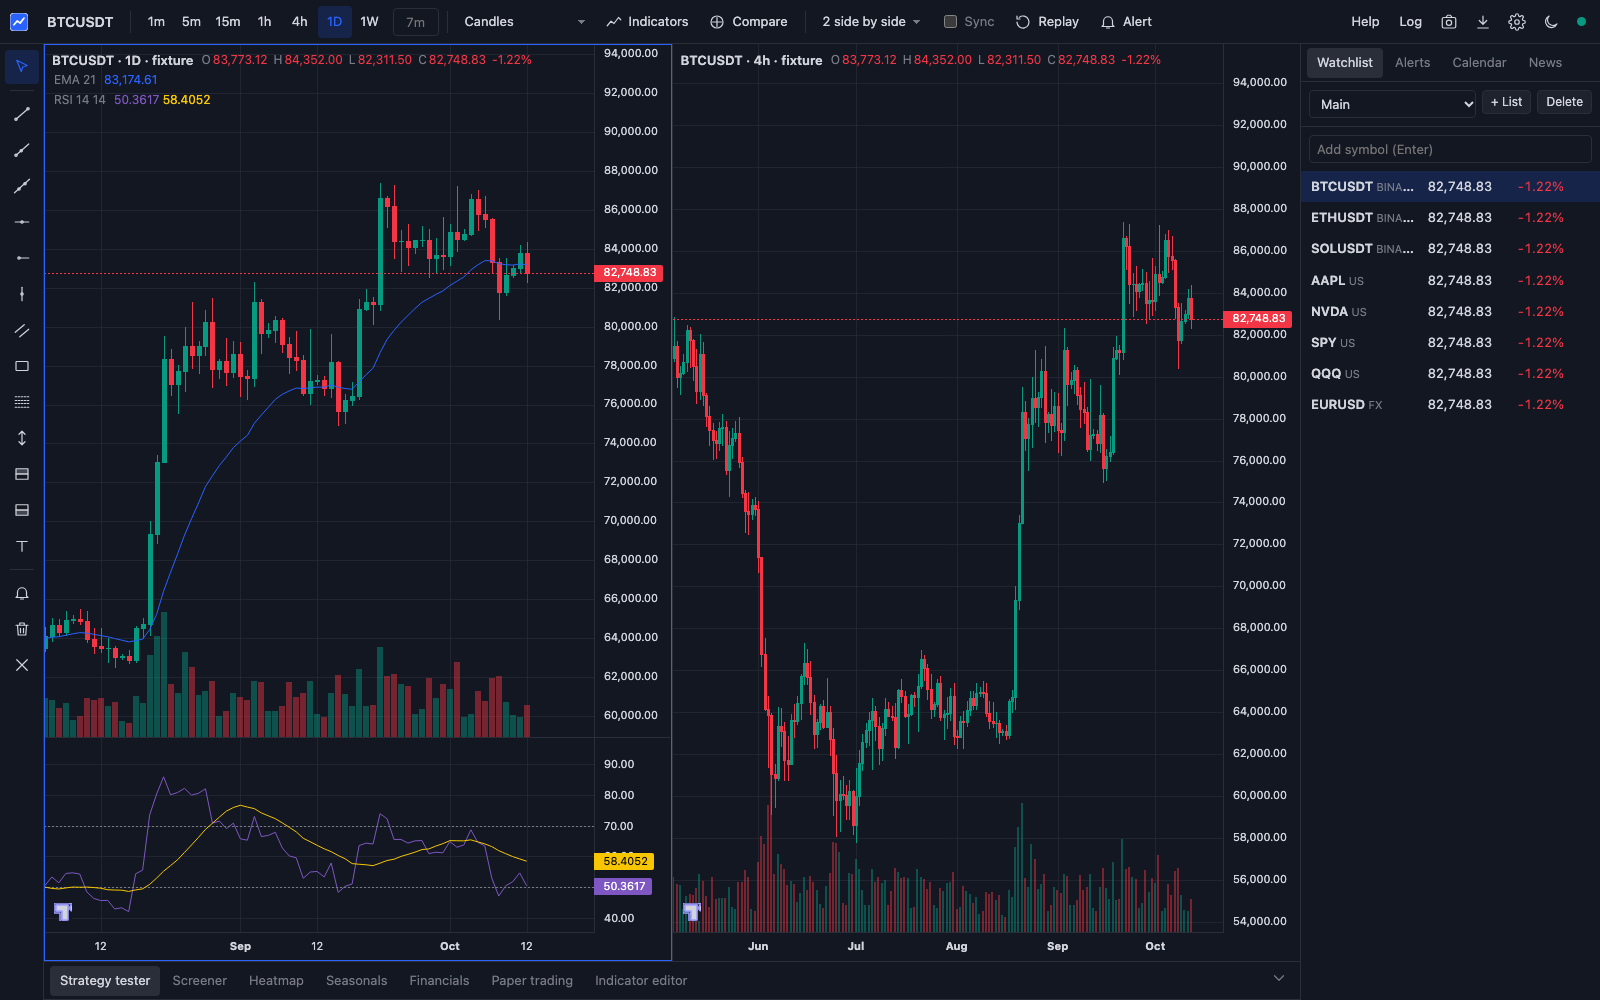 BTCUSDT 1m 5m 15m 1h 4h 1D 1W 7m Candles Indicators Compare 2 side by side Sync Replay Alert Help Log
BTCUSDT · 1D · fixture O83,773.12 H84,352.00 L82,311.50 C82,748.83 -1.22%
EMA 21 83,174.61
RSI 14 14 50.3617 58.4052
94,000.00
92,000.00
90,000.00
88,000.00
86,000.00
84,000.00
82,748.83
82,000.00
80,000.00
78,000.00
76,000.00
74,000.00
72,000.00
70,000.00
68,000.00
66,000.00
64,000.00
62,000.00
60,000.00
90.00
80.00
70.00
58.4052
50.3617
40.00
12 Sep 12 Oct 12
BTCUSDT · 4h · fixture O83,773.12 H84,352.00 L82,311.50 C82,748.83 -1.22%
94,000.00
92,000.00
90,000.00
88,000.00
86,000.00
84,000.00
82,748.83
82,000.00
80,000.00
78,000.00
76,000.00
74,000.00
72,000.00
70,000.00
68,000.00
66,000.00
64,000.00
62,000.00
60,000.00
58,000.00
56,000.00
54,000.00
Jun Jul Aug Sep Oct
Watchlist Alerts Calendar News
Main + List Delete
Add symbol (Enter)
BTCUSDT BINA... 82,748.83 -1.22%
ETHUSDT BINA... 82,748.83 -1.22%
SOLUSDT BINA... 82,748.83 -1.22%
AAPL US 82,748.83 -1.22%
NVDA US 82,748.83 -1.22%
SPY US 82,748.83 -1.22%
QQQ US 82,748.83 -1.22%
EURUSD FX 82,748.83 -1.22%
Strategy tester Screener Heatmap Seasonals Financials Paper trading Indicator editor